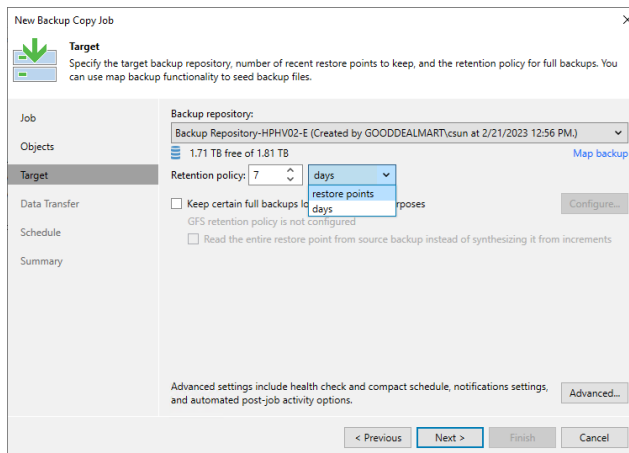 New Backup Copy Job
Target
Specify the target backup repository, number of recent restore points to keep, and the retention policy for full backups. You
can use map backup functionality to seed backup files.
Job
Objects
Target
Data Transfer
Schedule
Summary
Backup repository:
Backup Repository-HPHV02-E (Created by GOODDEALMART\csun at 2/21/2023 12:56 PM.)
1.71 TB free of 1.81 TB
Map backup
Retention policy: 7 days
restore points
days
Keep certain full backups lo rposes
Configure...
GFS retention policy is not configured
Read the entire restore point from source backup instead of synthesizing it from increments
Advanced settings include health check and compact schedule, notifications settings,
and automated post-job activity options.
Advanced...
< Previous
Next >
Finish
Cancel